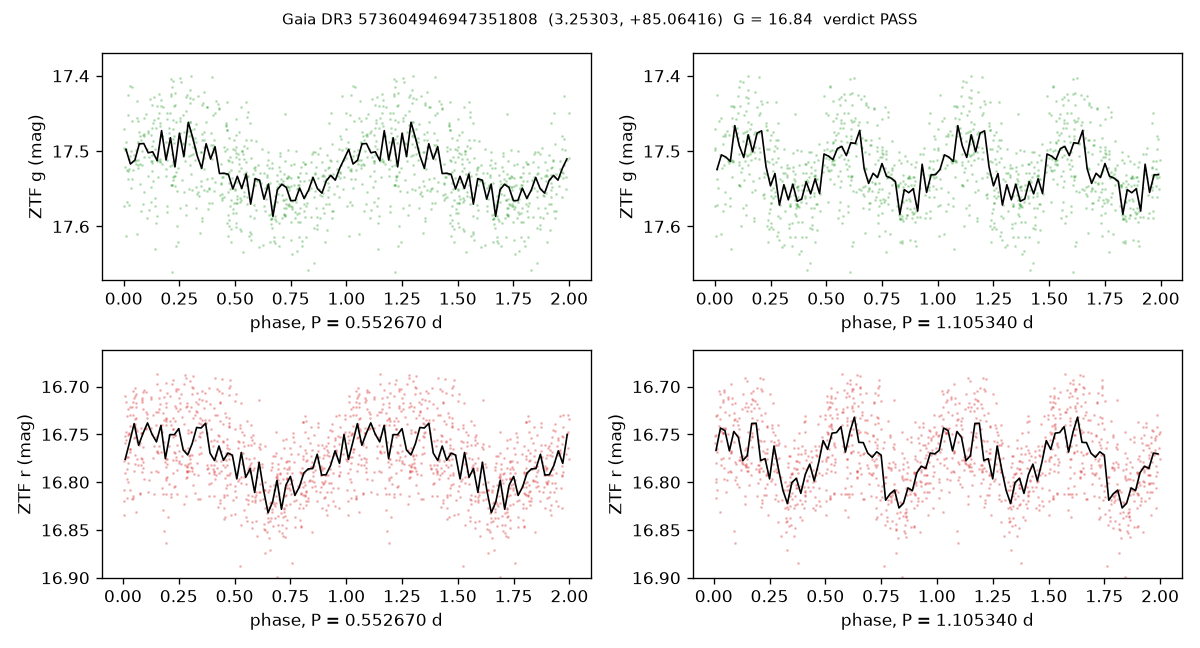 Gaia DR3 573604946947351808  (3.25303, +85.06416)  G = 16.84  verdict PASS
ZTF g (mag)
17.4
17.5
17.6
0.00 0.25 0.50 0.75 1.00 1.25 1.50 1.75 2.00
phase, P = 0.552670 d
ZTF g (mag)
17.4
17.5
17.6
0.00 0.25 0.50 0.75 1.00 1.25 1.50 1.75 2.00
phase, P = 1.105340 d
ZTF r (mag)
16.70
16.75
16.80
16.85
16.90
0.00 0.25 0.50 0.75 1.00 1.25 1.50 1.75 2.00
phase, P = 0.552670 d
ZTF r (mag)
16.70
16.75
16.80
16.85
16.90
0.00 0.25 0.50 0.75 1.00 1.25 1.50 1.75 2.00
phase, P = 1.105340 d